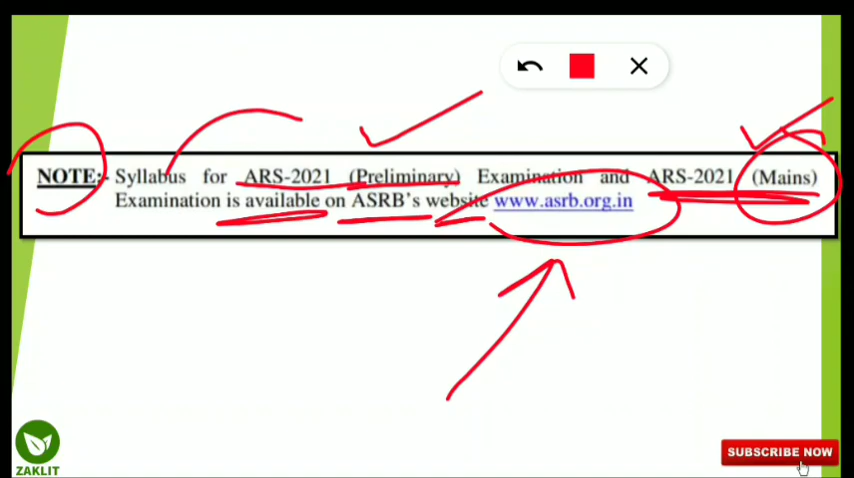 NOTE:- Syllabus for ARS-2021 (Preliminary) Examination and ARS-2021 (Mains)
Examination is available on ASRB's website www.asrb.org.in
ZAKLIT
SUBSCRIBE NOW